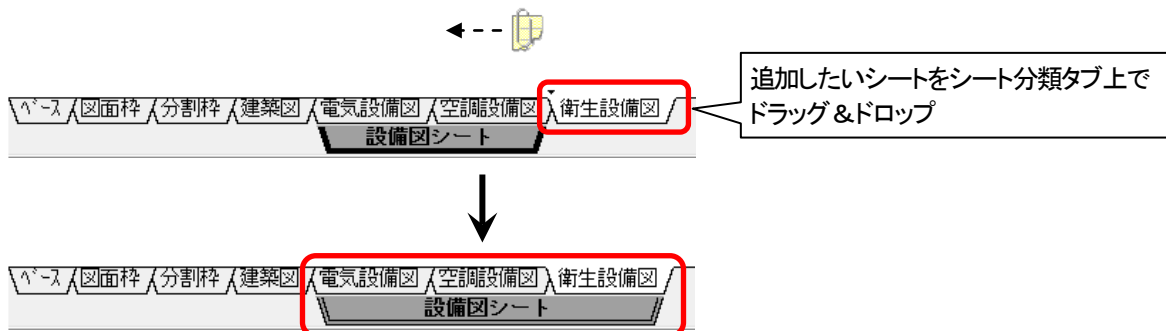 追加したいシートをシート分類タブ上で
ドラッグ&ドロップ
ﾍﾞｰｽ 図面枠 分割枠 建築図 電気設備図 空調設備図 衛生設備図
設備図シート
ﾍﾞｰｽ 図面枠 分割枠 建築図 電気設備図 空調設備図 衛生設備図
設備図シート